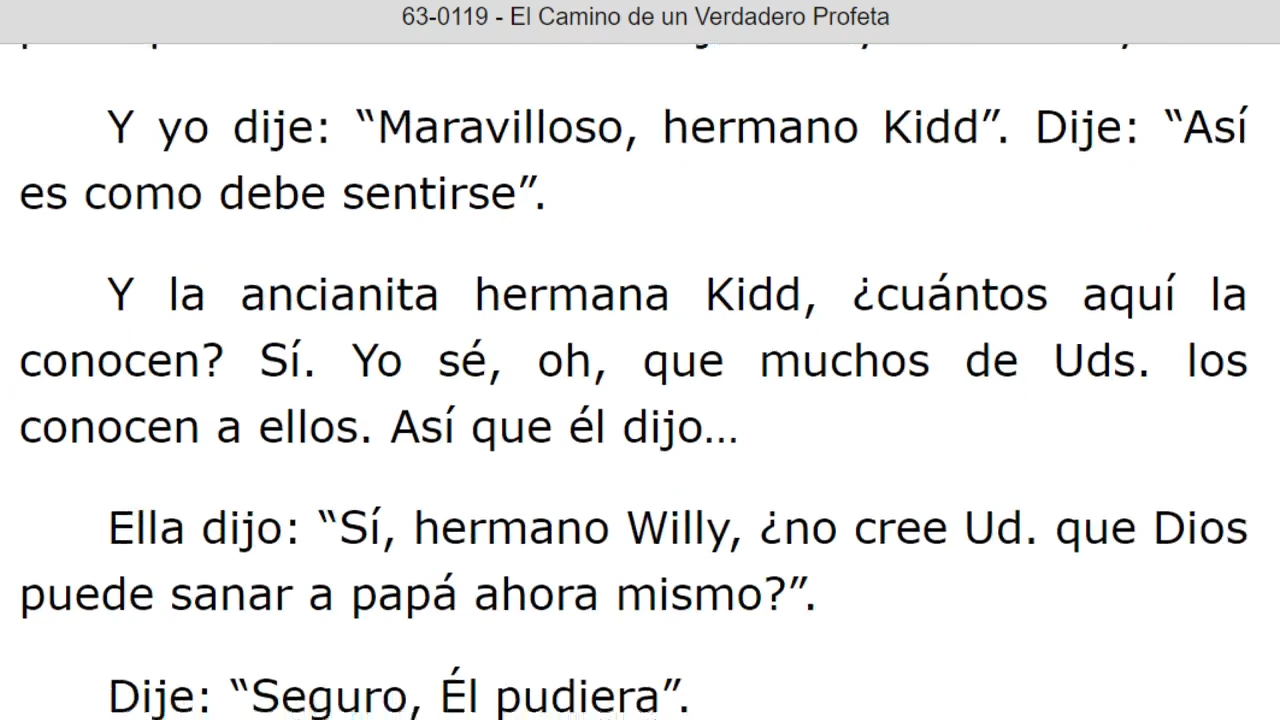 63-0119 - El Camino de un Verdadero Profeta
Y yo dije: “Maravilloso, hermano Kidd”. Dije: “Así
es como debe sentirse”.
Y la ancianita hermana Kidd, ¿cuántos aquí la
conocen? Sí. Yo sé, oh, que muchos de Uds. los
conocen a ellos. Así que él dijo…
Ella dijo: “Sí, hermano Willy, ¿no cree Ud. que Dios
puede sanar a papá ahora mismo?”.
Dije: “Seguro, Él pudiera”.